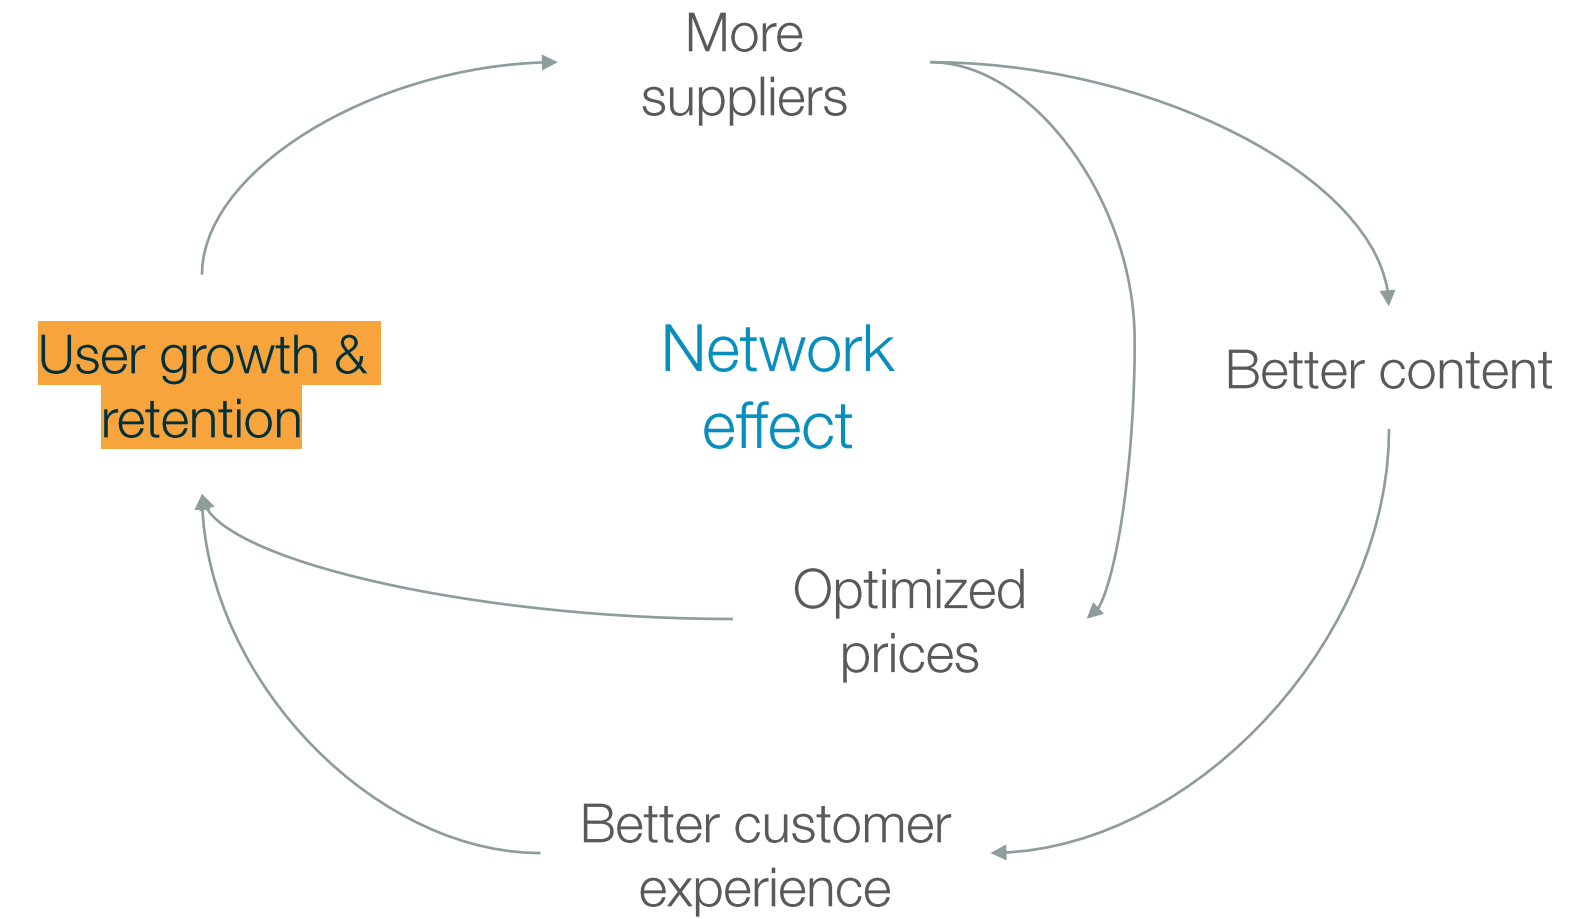 More
suppliers
User growth &
retention
Network
effect
Better content
Optimized
prices
Better customer
experience